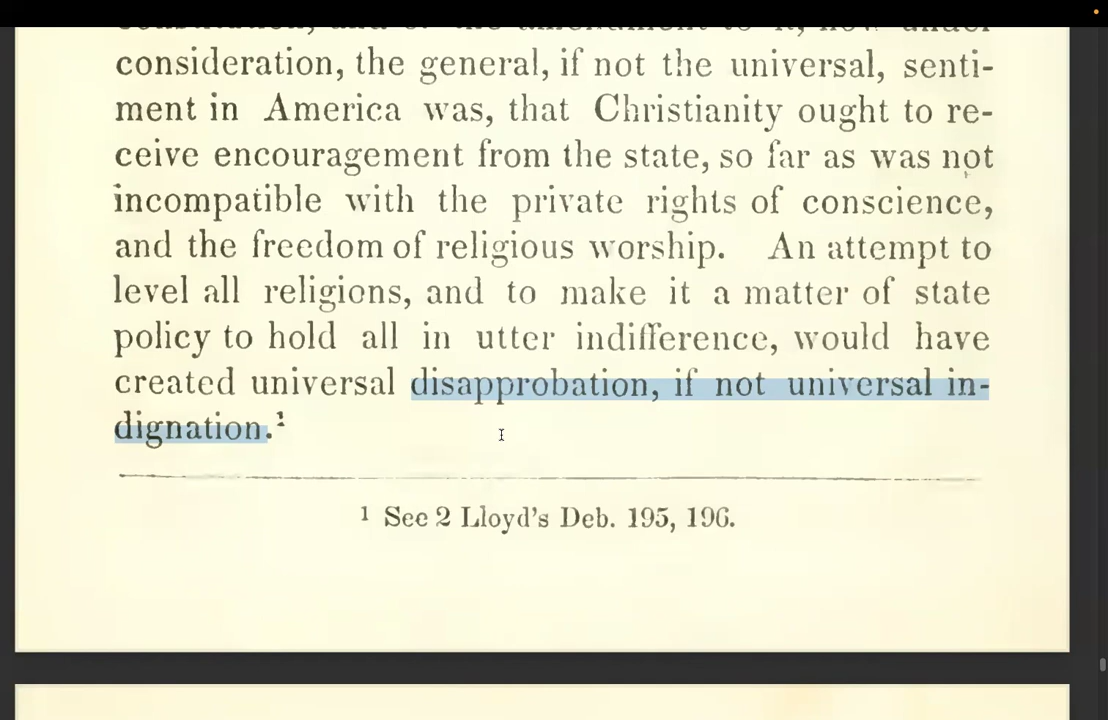 consideration, the general, if not the universal, senti-
ment in America was, that Christianity ought to re-
ceive encouragement from the state, so far as was not
incompatible with the private rights of conscience,
and the freedom of religious worship. An attempt to
level all religions, and to make it a matter of state
policy to hold all in utter indifference, would have
created universal disapprobation, if not universal in-
dignation.¹
¹ See 2 Lloyd's Deb. 195, 196.